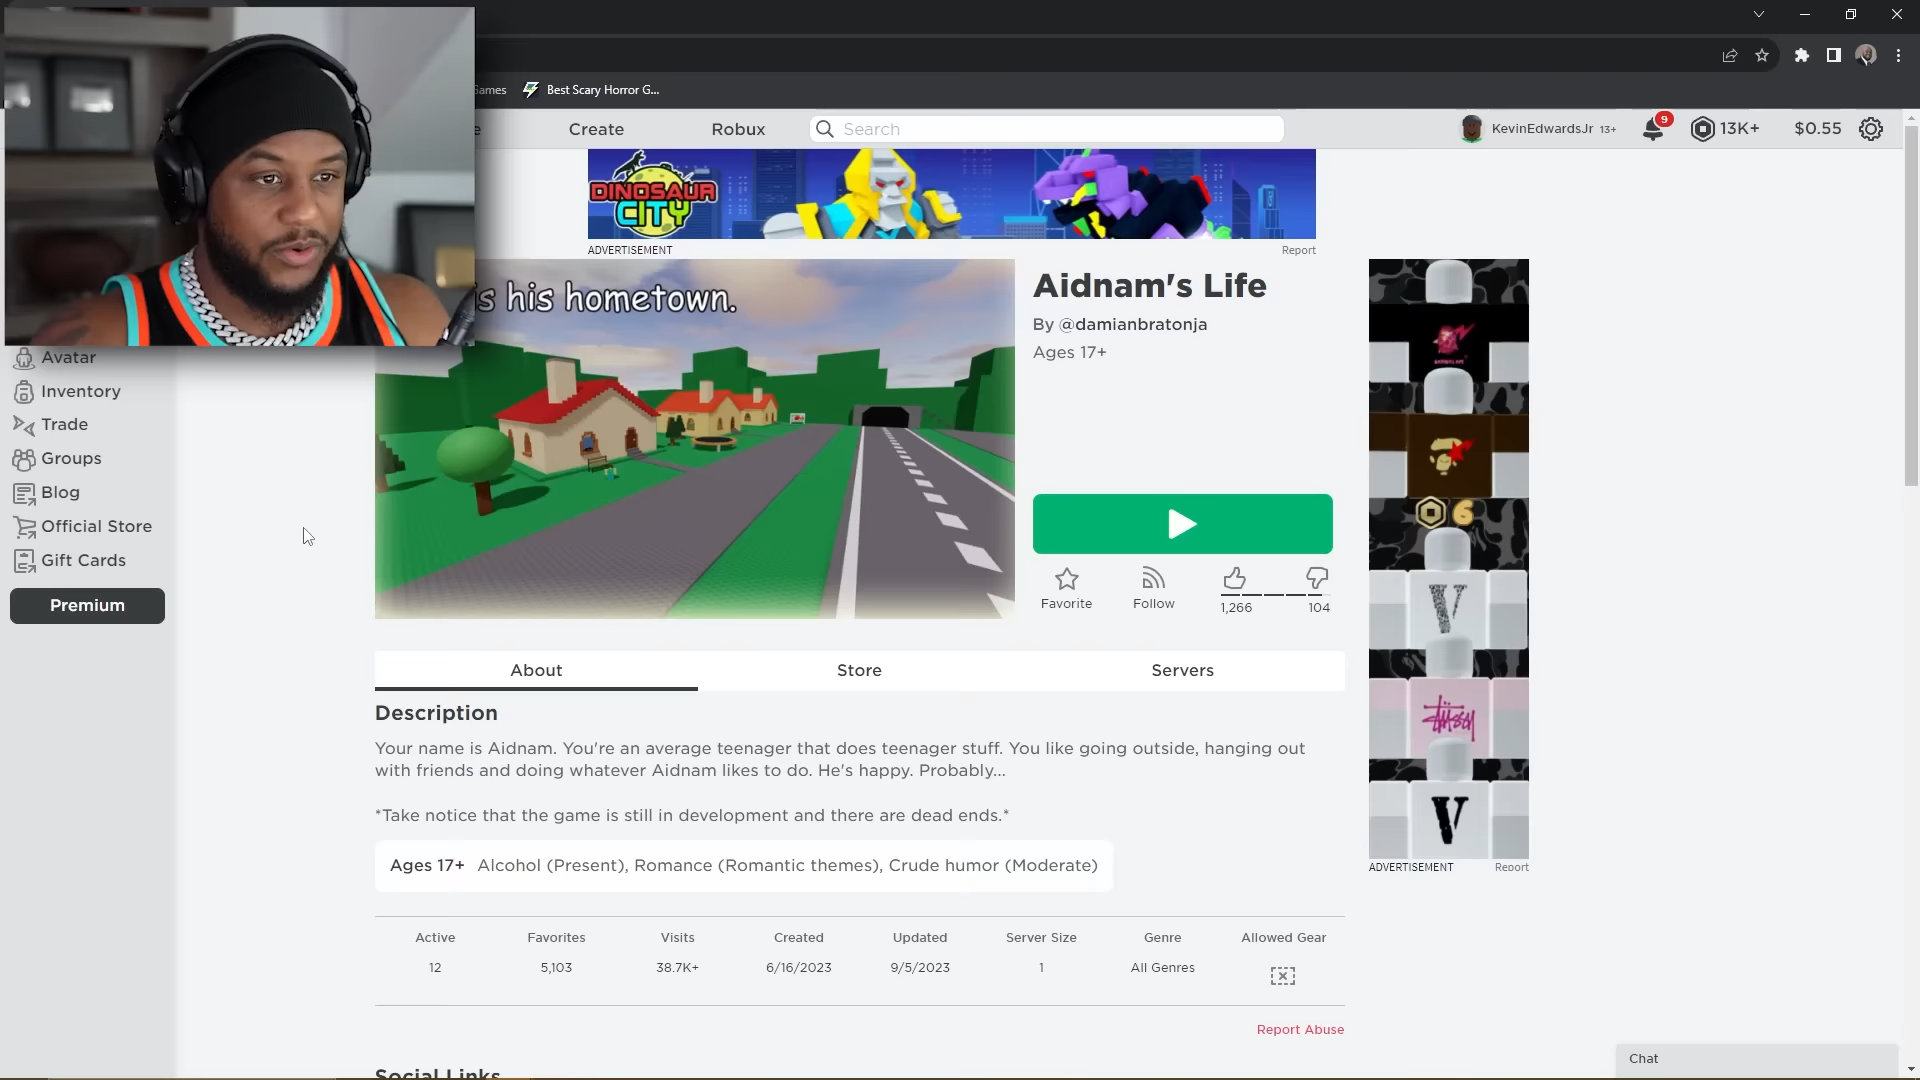 Games
Best Scary Horror G...
Create
Robux
Search
KevinEdwardsJr 13+
9
13K+
$0.55
DINOSAUR
CITY
ADVERTISEMENT
Report
is his hometown.
Aidnam's Life
By @damianbratonja
Ages 17+
Avatar
Inventory
Trade
Groups
Blog
Official Store
Gift Cards
Premium
Favorite
Follow
1,266
104
6
V
Stüssy
V
ADVERTISEMENT
Report
About
Store
Servers
Description
Your name is Aidnam. You're an average teenager that does teenager stuff. You like going outside, hanging out
with friends and doing whatever Aidnam likes to do. He's happy. Probably...
*Take notice that the game is still in development and there are dead ends.*
Ages 17+ Alcohol (Present), Romance (Romantic themes), Crude humor (Moderate)
Active Favorites Visits Created Updated Server Size Genre Allowed Gear
12 5,103 38.7K+ 6/16/2023 9/5/2023 1 All Genres
Report Abuse
Social Links
Chat